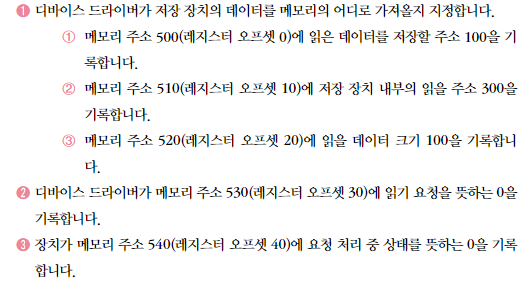 ❶ 디바이스 드라이버가 저장 장치의 데이터를 메모리의 어디로 가져올지 지정합니다.
① 메모리 주소 500(레지스터 오프셋 0)에 읽은 데이터를 저장할 주소 100을 기
록합니다.
② 메모리 주소 510(레지스터 오프셋 10)에 저장 장치 내부의 읽을 주소 300을
기록합니다.
③ 메모리 주소 520(레지스터 오프셋 20)에 읽을 데이터 크기 100을 기록합니
다.
❷ 디바이스 드라이버가 메모리 주소 530(레지스터 오프셋 30)에 읽기 요청을 뜻하는 0을
기록합니다.
❸ 장치가 메모리 주소 540(레지스터 오프셋 40)에 요청 처리 중 상태를 뜻하는 0을 기록
합니다.